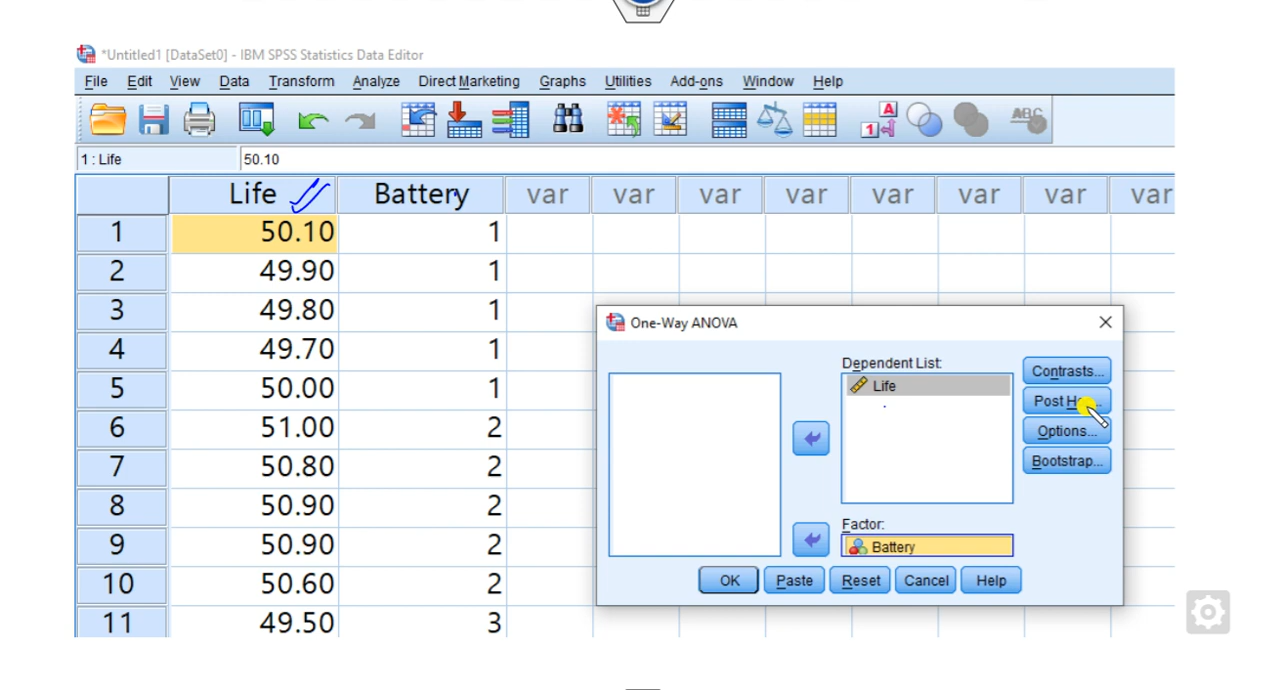 *Untitled1 [DataSet0] - IBM SPSS Statistics Data Editor
File Edit View Data Transform Analyze Direct Marketing Graphs Utilities Add-ons Window Help
A
1
ABC
1 : Life 50.10
Life Battery var var var var var var var var
1 50.10 1
2 49.90 1
3 49.80 1
4 49.70 1
5 50.00 1
6 51.00 2
7 50.80 2
8 50.90 2
9 50.90 2
10 50.60 2
11 49.50 3
One-Way ANOVA
Dependent List:
Life
Contrasts...
Post
Options...
Bootstrap...
Factor:
Battery
OK Paste Reset Cancel Help